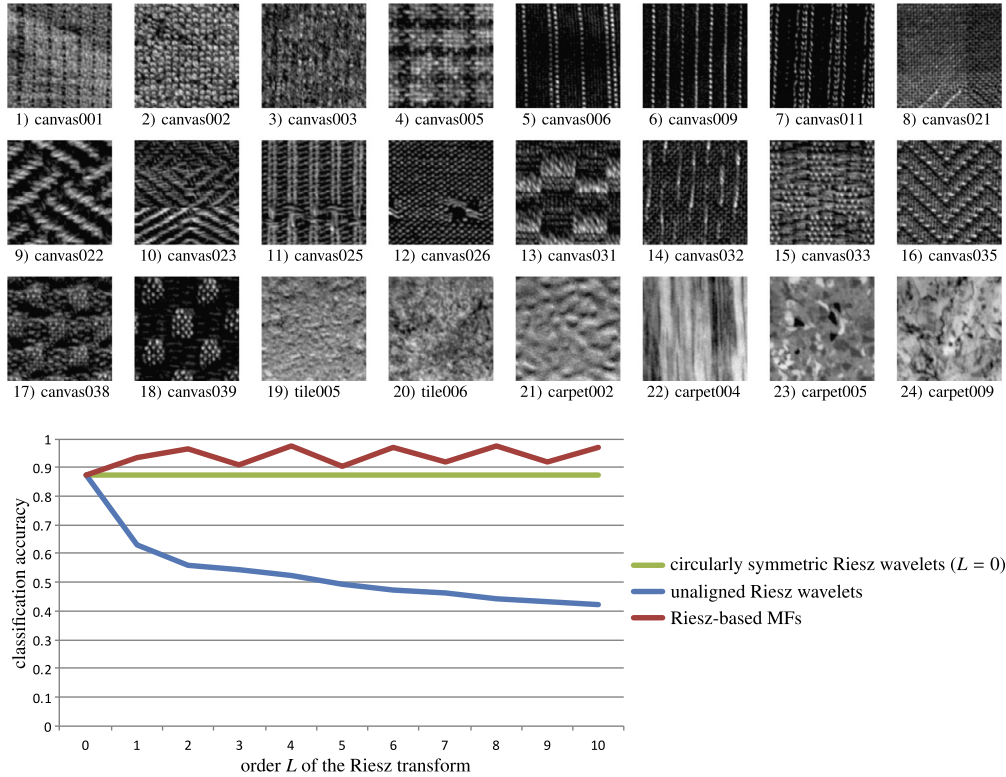 1) canvas001 2) canvas002 3) canvas003 4) canvas005 5) canvas006 6) canvas009 7) canvas011 8) canvas021
9) canvas022 10) canvas023 11) canvas025 12) canvas026 13) canvas031 14) canvas032 15) canvas033 16) canvas035
17) canvas038 18) canvas039 19) tile005 20) tile006 21) carpet002 22) carpet004 23) carpet005 24) carpet009
1
0.9
0.8
0.7
0.6
0.5
0.4
0.3
0.2
0.1
0
classification accuracy
0 1 2 3 4 5 6 7 8 9 10
order L of the Riesz transform
circularly symmetric Riesz wavelets (L = 0)
unaligned Riesz wavelets
Riesz-based MFs